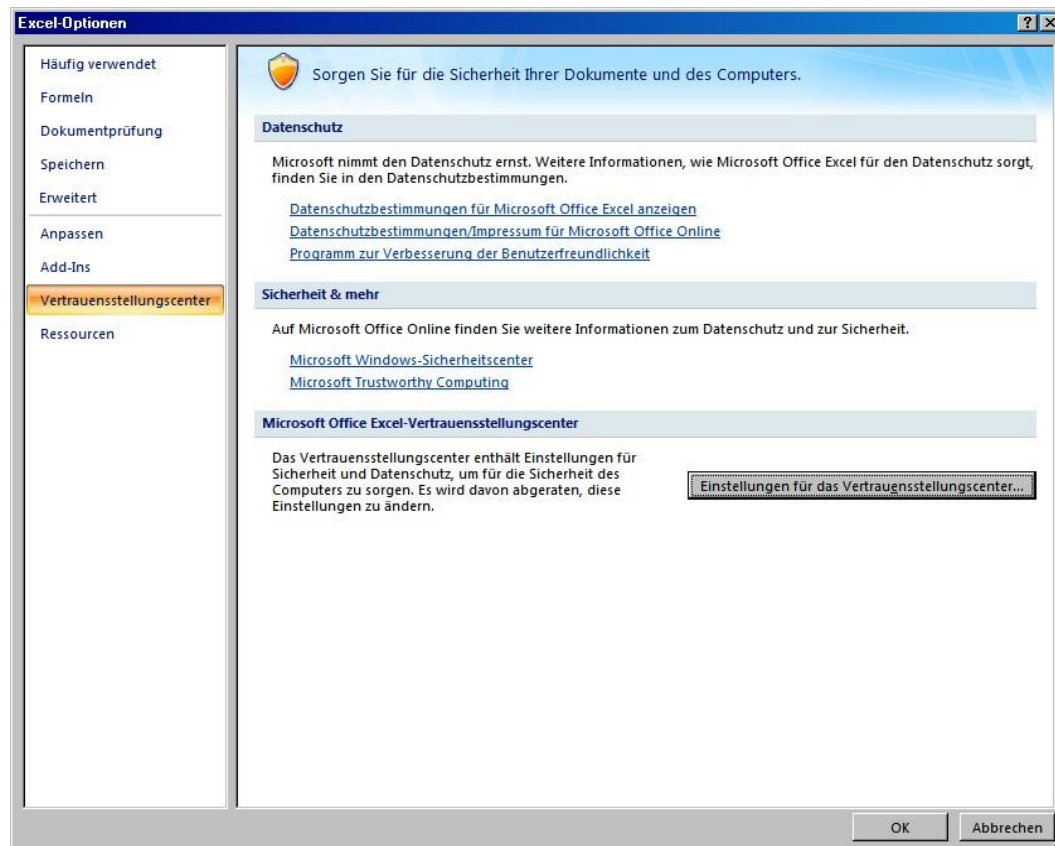 Excel-Optionen
Häufig verwendet
Formeln
Dokumentprüfung
Speichern
Erweitert
Anpassen
Add-Ins
Vertrauensstellungscenter
Ressourcen
Sorgen Sie für die Sicherheit Ihrer Dokumente und des Computers.
Datenschutz
Microsoft nimmt den Datenschutz ernst. Weitere Informationen, wie Microsoft Office Excel für den Datenschutz sorgt,
finden Sie in den Datenschutzbestimmungen.
Datenschutzbestimmungen für Microsoft Office Excel anzeigen
Datenschutzbestimmungen/Impressum für Microsoft Office Online
Programm zur Verbesserung der Benutzerfreundlichkeit
Sicherheit & mehr
Auf Microsoft Office Online finden Sie weitere Informationen zum Datenschutz und zur Sicherheit.
Microsoft Windows-Sicherheitscenter
Microsoft Trustworthy Computing
Microsoft Office Excel-Vertrauensstellungscenter
Das Vertrauensstellungscenter enthält Einstellungen für
Sicherheit und Datenschutz, um für die Sicherheit des
Computers zu sorgen. Es wird davon abgeraten, diese
Einstellungen zu ändern.
Einstellungen für das Vertrauensstellungscenter...
OK
Abbrechen